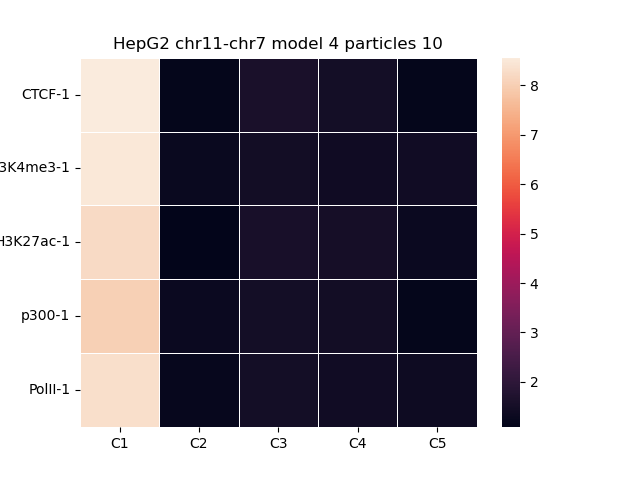 HepG2 chr11-chr7 model 4 particles 10
CTCF-1
3K4me3-1
H3K27ac-1
p300-1
PolII-1
C1 C2 C3 C4 C5
8
7
6
5
4
3
2